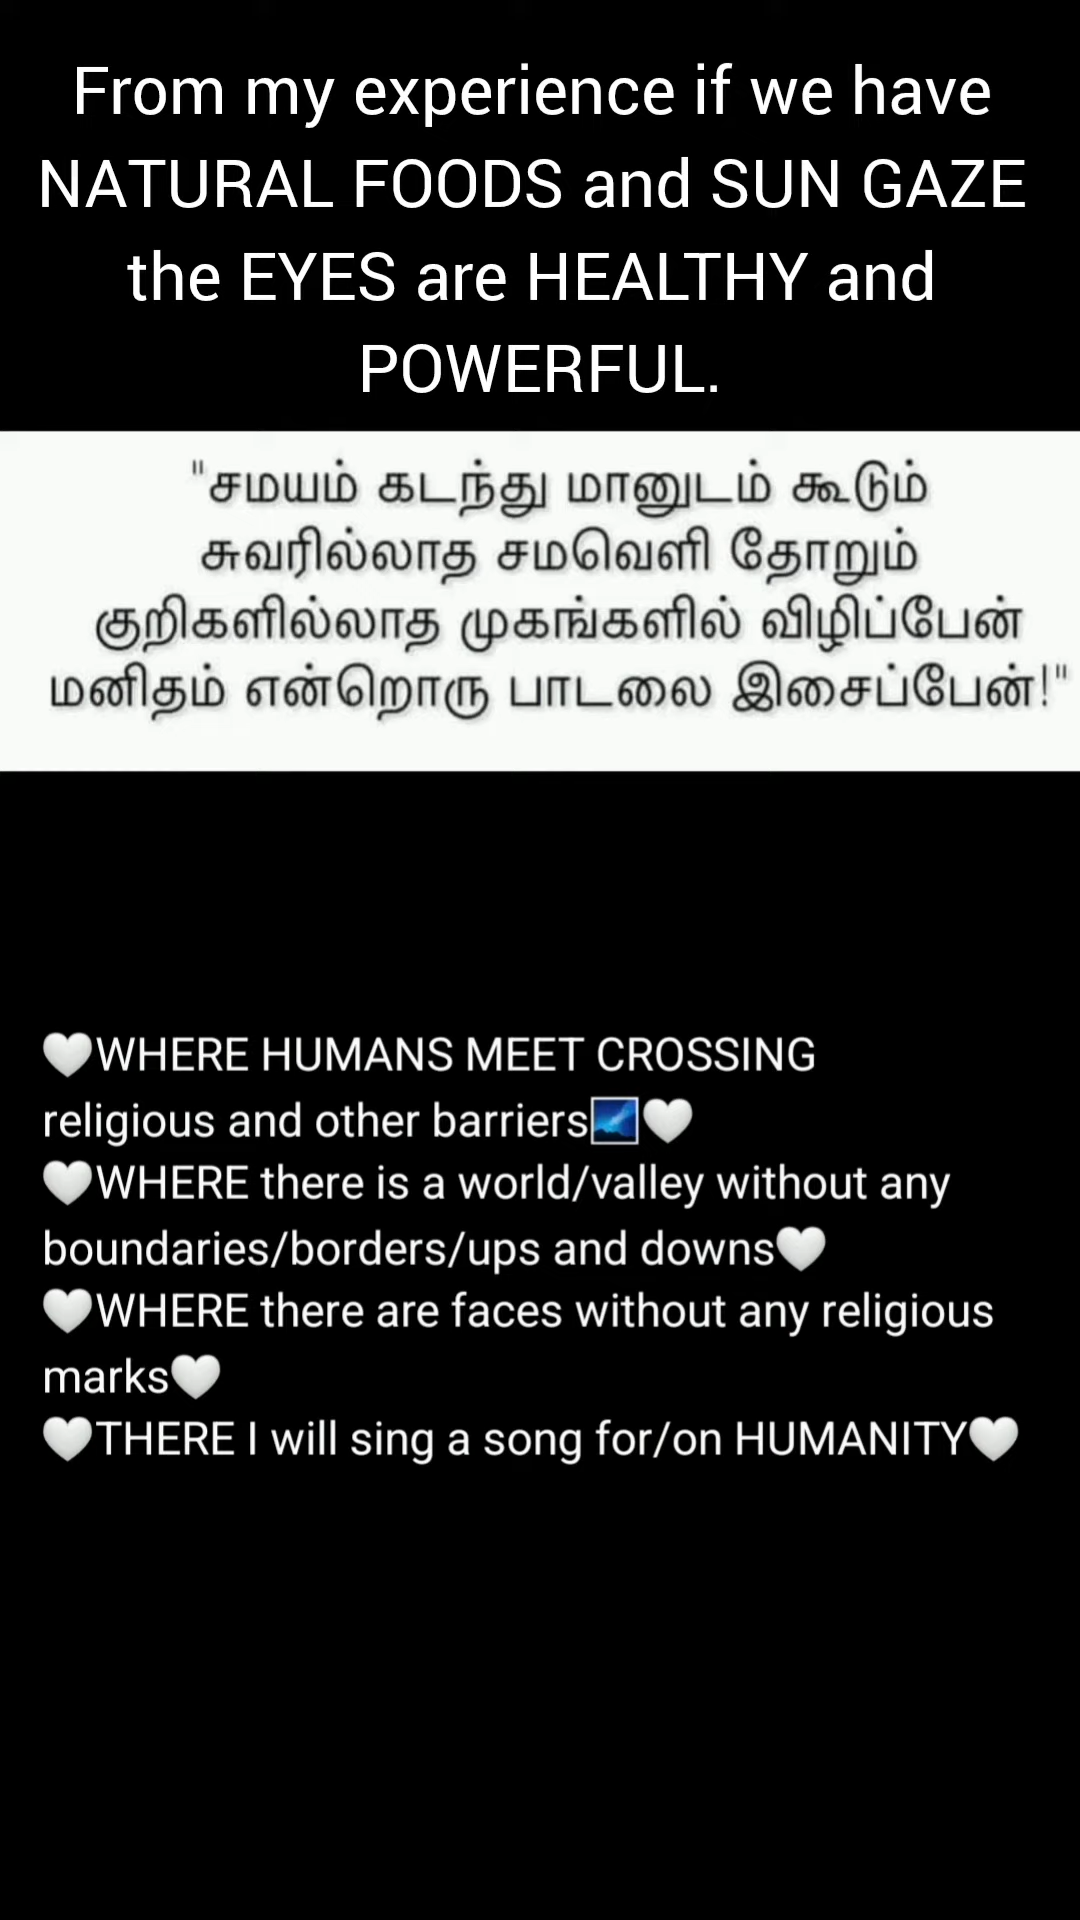 From my experience if we have
NATURAL FOODS and SUN GAZE
the EYES are HEALTHY and
POWERFUL.
"சமயம் கடந்து மானுடம் கூடும்
சுவரில்லாத சமவெளி தோறும்
குறிகளில்லாத முகங்களில் விழிப்பேன்
மனிதம் என்றொரு பாடலை இசைப்பேன்!"
🤍WHERE HUMANS MEET CROSSING
religious and other barriers🌌🤍
🤍WHERE there is a world/valley without any
boundaries/borders/ups and downs🤍
🤍WHERE there are faces without any religious
marks🤍
🤍THERE I will sing a song for/on HUMANITY🤍